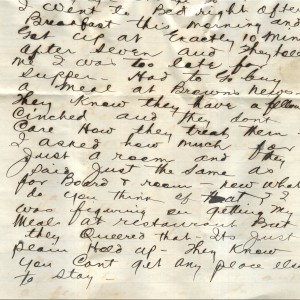 I Went to Bed right After
Breakfast this morning and
Got up at Exactly 10 Min
After Seven and They told
Me I was too late for
Supper - Had to Go buy
a Meal at Browns News-
They Know they have a fellow
Cinched and they dont
Care How they treat them
I asked how much for
Just a room and they
Said Just the same as
for Board & room - now what
do you think of that? I
was figuring on getting My
Meals at restaurant But
they Queered that - Its Just
plain Hold up - They Know
you Cant get any place else
to stay -